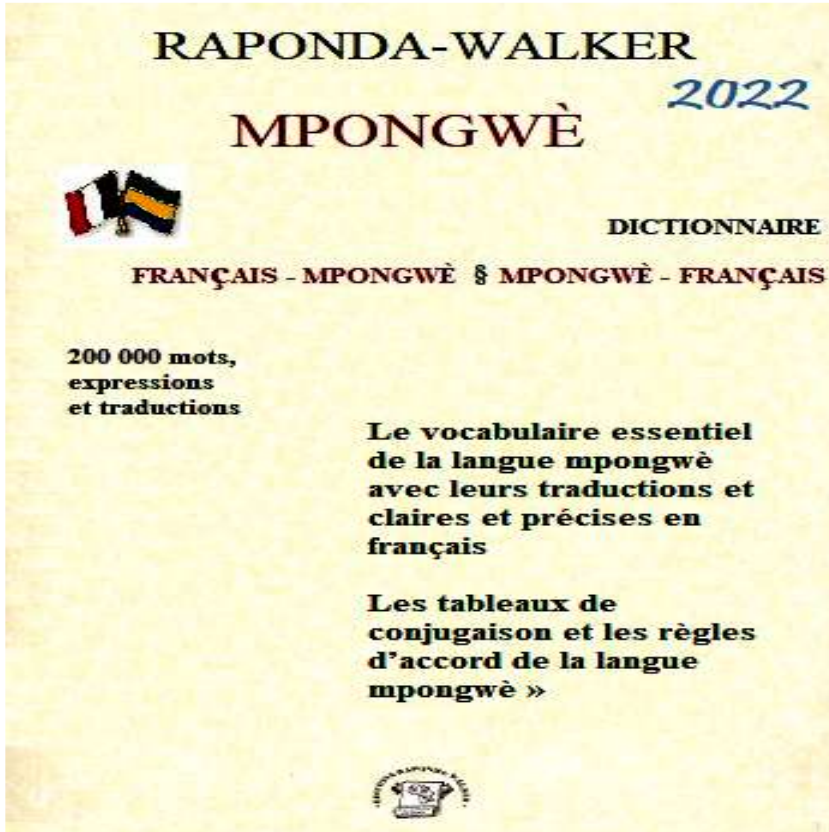 RAPONDA-WALKER
2022
MPONGWÈ
DICTIONNAIRE
FRANÇAIS - MPONGWÈ § MPONGWÈ - FRANÇAIS
200 000 mots,
expressions
et traductions
Le vocabulaire essentiel
de la langue mpongwè
avec leurs traductions et
claires et précises en
français
Les tableaux de
conjugaison et les règles
d’accord de la langue
mpongwè »